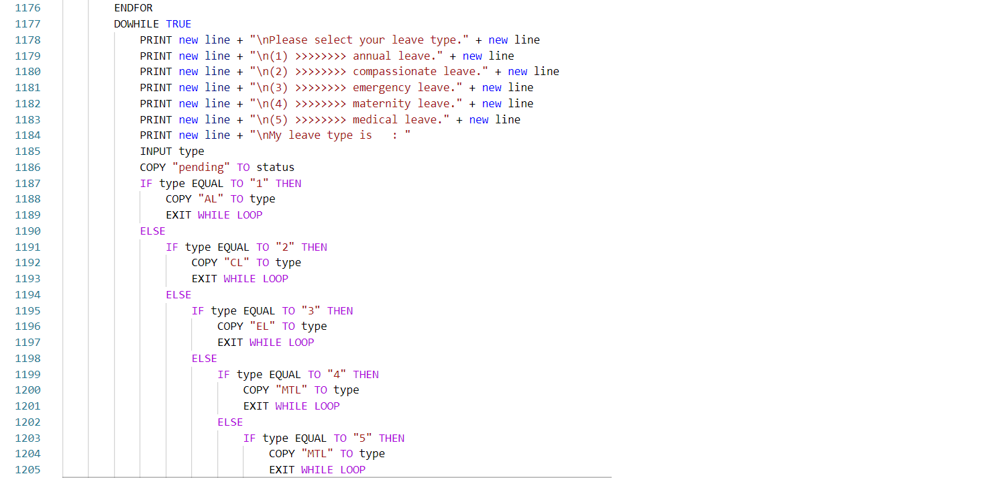 1176 ENDFOR
1177 DOWHILE TRUE
1178 PRINT new line + "\nPlease select your leave type." + new line
1179 PRINT new line + "\n(1) >>>>>>>> annual leave." + new line
1180 PRINT new line + "\n(2) >>>>>>>> compassionate leave." + new line
1181 PRINT new line + "\n(3) >>>>>>>> emergency leave." + new line
1182 PRINT new line + "\n(4) >>>>>>>> maternity leave." + new line
1183 PRINT new line + "\n(5) >>>>>>>> medical leave." + new line
1184 PRINT new line + "\nMy leave type is   : "
1185 INPUT type
1186 COPY "pending" TO status
1187 IF type EQUAL TO "1" THEN
1188 COPY "AL" TO type
1189 EXIT WHILE LOOP
1190 ELSE
1191 IF type EQUAL TO "2" THEN
1192 COPY "CL" TO type
1193 EXIT WHILE LOOP
1194 ELSE
1195 IF type EQUAL TO "3" THEN
1196 COPY "EL" TO type
1197 EXIT WHILE LOOP
1198 ELSE
1199 IF type EQUAL TO "4" THEN
1200 COPY "MTL" TO type
1201 EXIT WHILE LOOP
1202 ELSE
1203 IF type EQUAL TO "5" THEN
1204 COPY "MTL" TO type
1205 EXIT WHILE LOOP